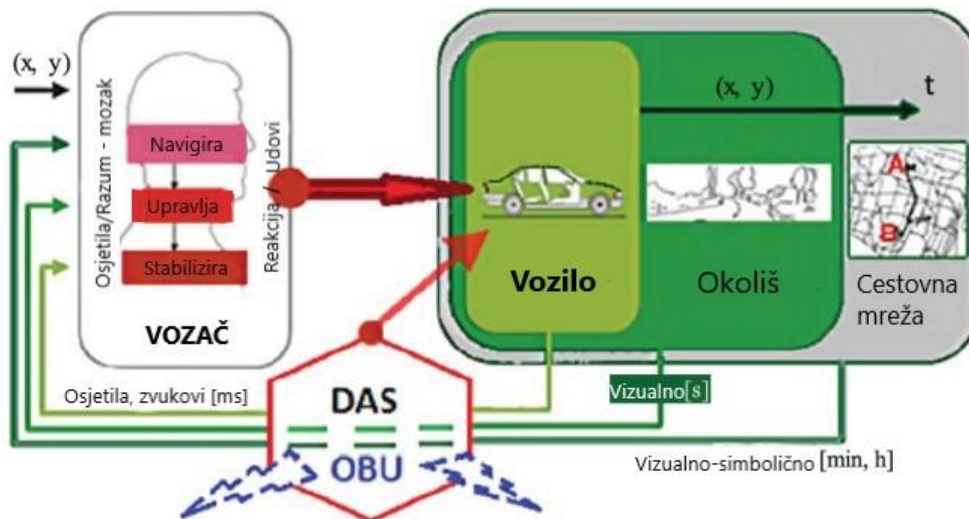 (x, y)
Osjetila/Razum - mozak
Navigira
Upravlja
Stabilizira
Reakcija / Udovi
VOZAČ
(x, y)
t
A
B
Vozilo
Okoliš
Cestovna
mreža
Osjetila, zvukovi [ms]
DAS
OBU
Vizualno[s]
Vizualno-simbolično [min, h]